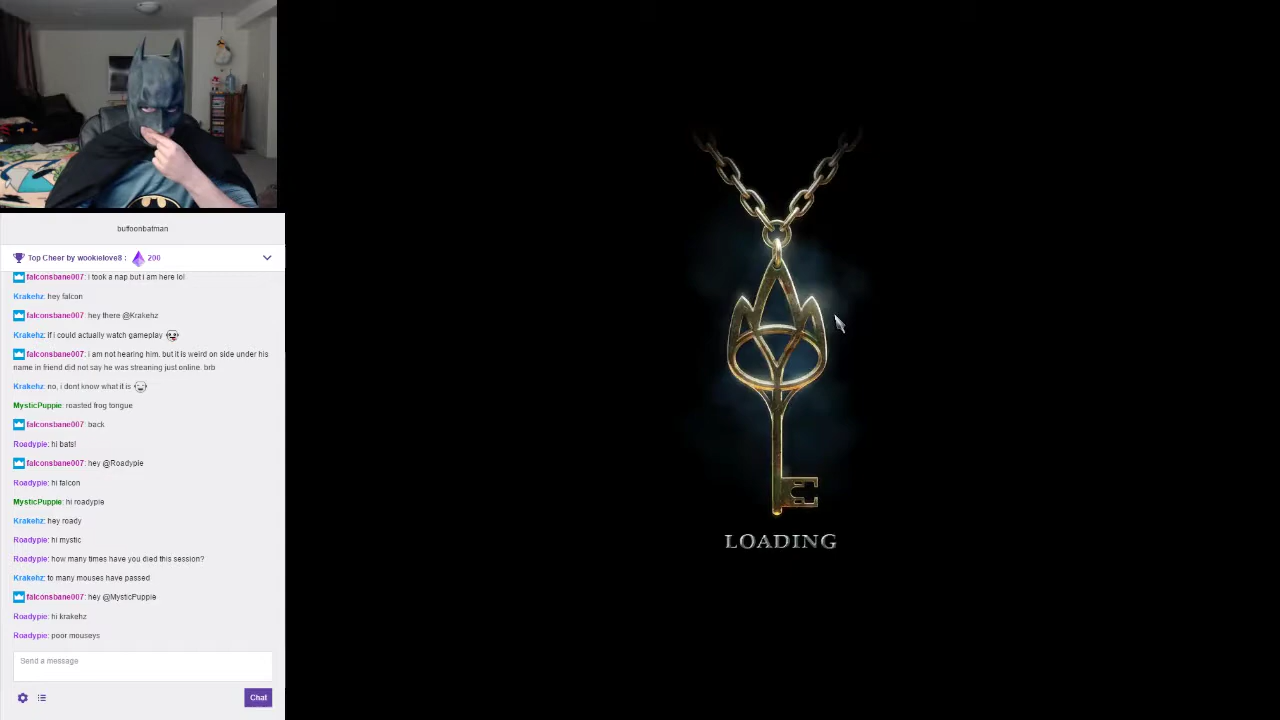 buffoonbatman
Top Cheer by wookielove8 : 200
falconsbane007: i took a nap but i am here lol
Krakehz: hey falcon
falconsbane007: hey there @Krakehz
Krakehz: If i could actually watch gameplay
falconsbane007: i am not hearing him. but it is weird on side under his
name in friend did not say he was streaming just online. brb
Krakehz: no, i dont know what it is
MysticPuppie: roasted frog tongue
falconsbane007: back
Roadypie: hi bats!
falconsbane007: hey @Roadypie
Roadypie: hi falcon
MysticPuppie: hi roadypie
Krakehz: hey roady
Roadypie: hi mystic
Roadypie: how many times have you died this session?
Krakehz: to many mouses have passed
falconsbane007: hey @MysticPuppie
Roadypie: hi krakehz
Roadypie: poor mouseys
Send a message
Chat
LOADING